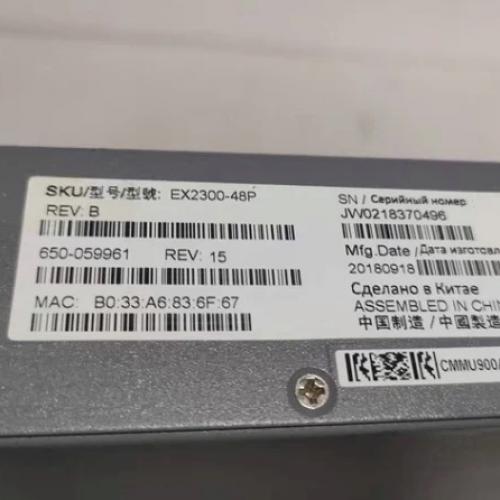 SKU/型号/型號: EX2300-48P
REV: B
650-059961 REV: 15
MAC: B0:33:A6:83:6F:67
SN / Серийный номер
JW0218370496
Mfg.Date / Дата изготовл
20180918
Сделано в Китае
ASSEMBLED IN CHI
中国制造 / 中國製造
CMMU900